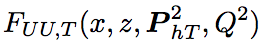 $F_{UU,T}(x, z, \boldsymbol{P}_{hT}^2, Q^2)$